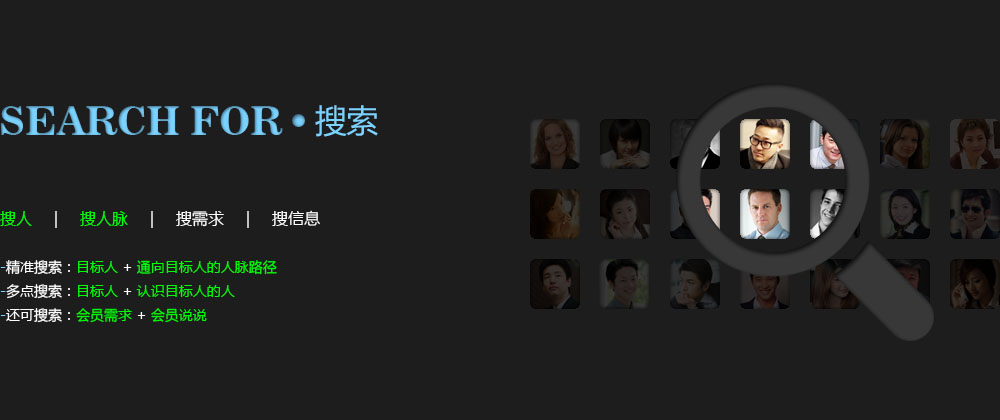 SEARCH FOR • 搜索
搜人 | 搜人脉 | 搜需求 | 搜信息
-精准搜索：目标人 + 通向目标人的人脉路径
-多点搜索：目标人 + 认识目标人的人
-还可搜索：会员需求 + 会员说说